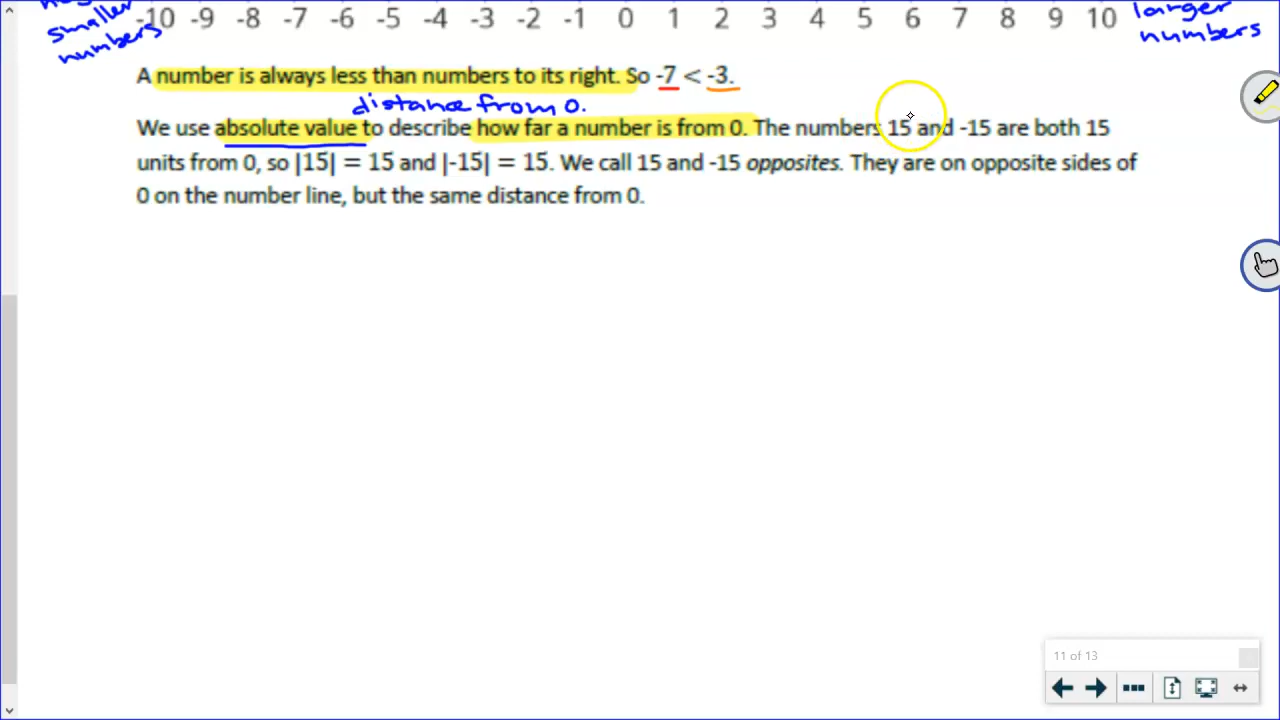 smaller
numbers
larger
numbers
-10 -9 -8 -7 -6 -5 -4 -3 -2 -1 0 1 2 3 4 5 6 7 8 9 10
A number is always less than numbers to its right. So -7 < -3.
distance from 0.
We use absolute value to describe how far a number is from 0. The numbers 15 and -15 are both 15
units from 0, so |15| = 15 and |-15| = 15. We call 15 and -15 opposites. They are on opposite sides of
0 on the number line, but the same distance from 0.
11 of 13